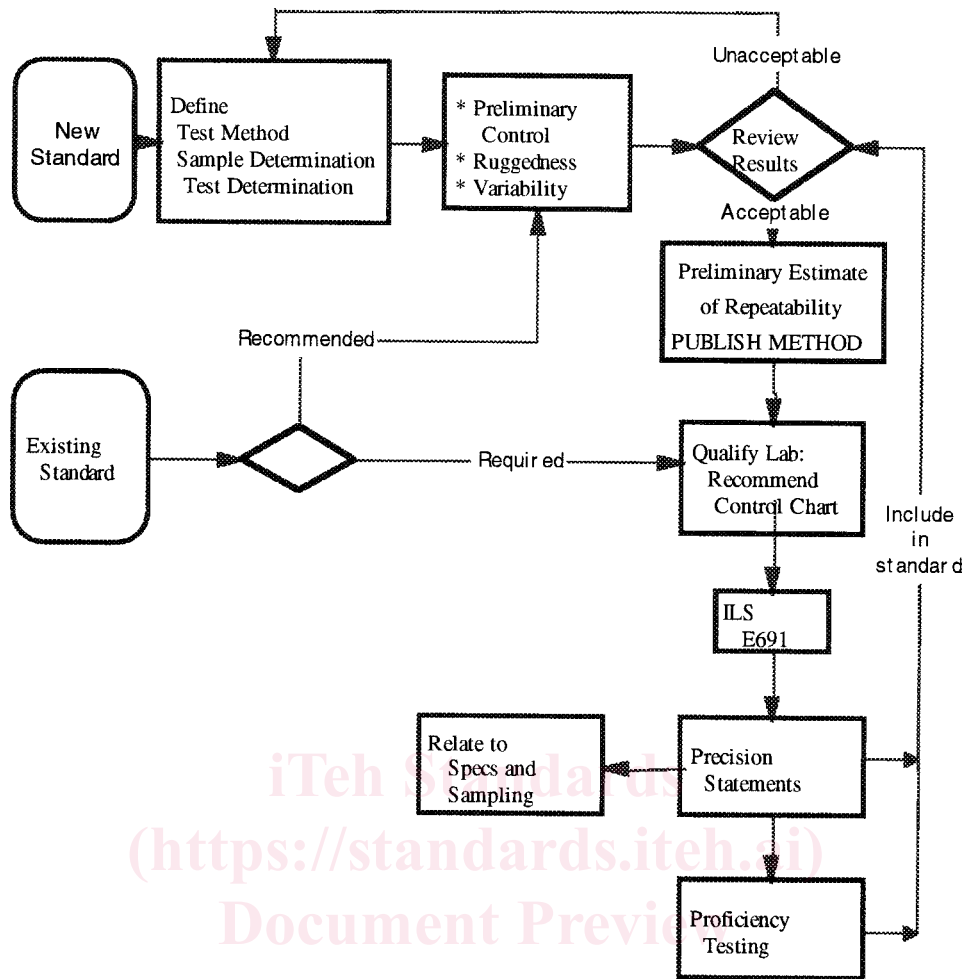 Unacceptable
New
Standard
Define
Test Method
Sample Determination
Test Determination
* Preliminary
Control
* Ruggedness
* Variability
Review
Results
Acceptable
Preliminary Estimate
of Repeatability
PUBLISH METHOD
Recommended
Existing
Standard
Required
Qualify Lab:
Recommend
Control Chart
Include
in
standard
ILS
E691
Relate to
Specs and
Sampling
Precision
Statements
Proficiency
Testing
iTeh Standards
(https://standards.iteh.ai)
Document Preview